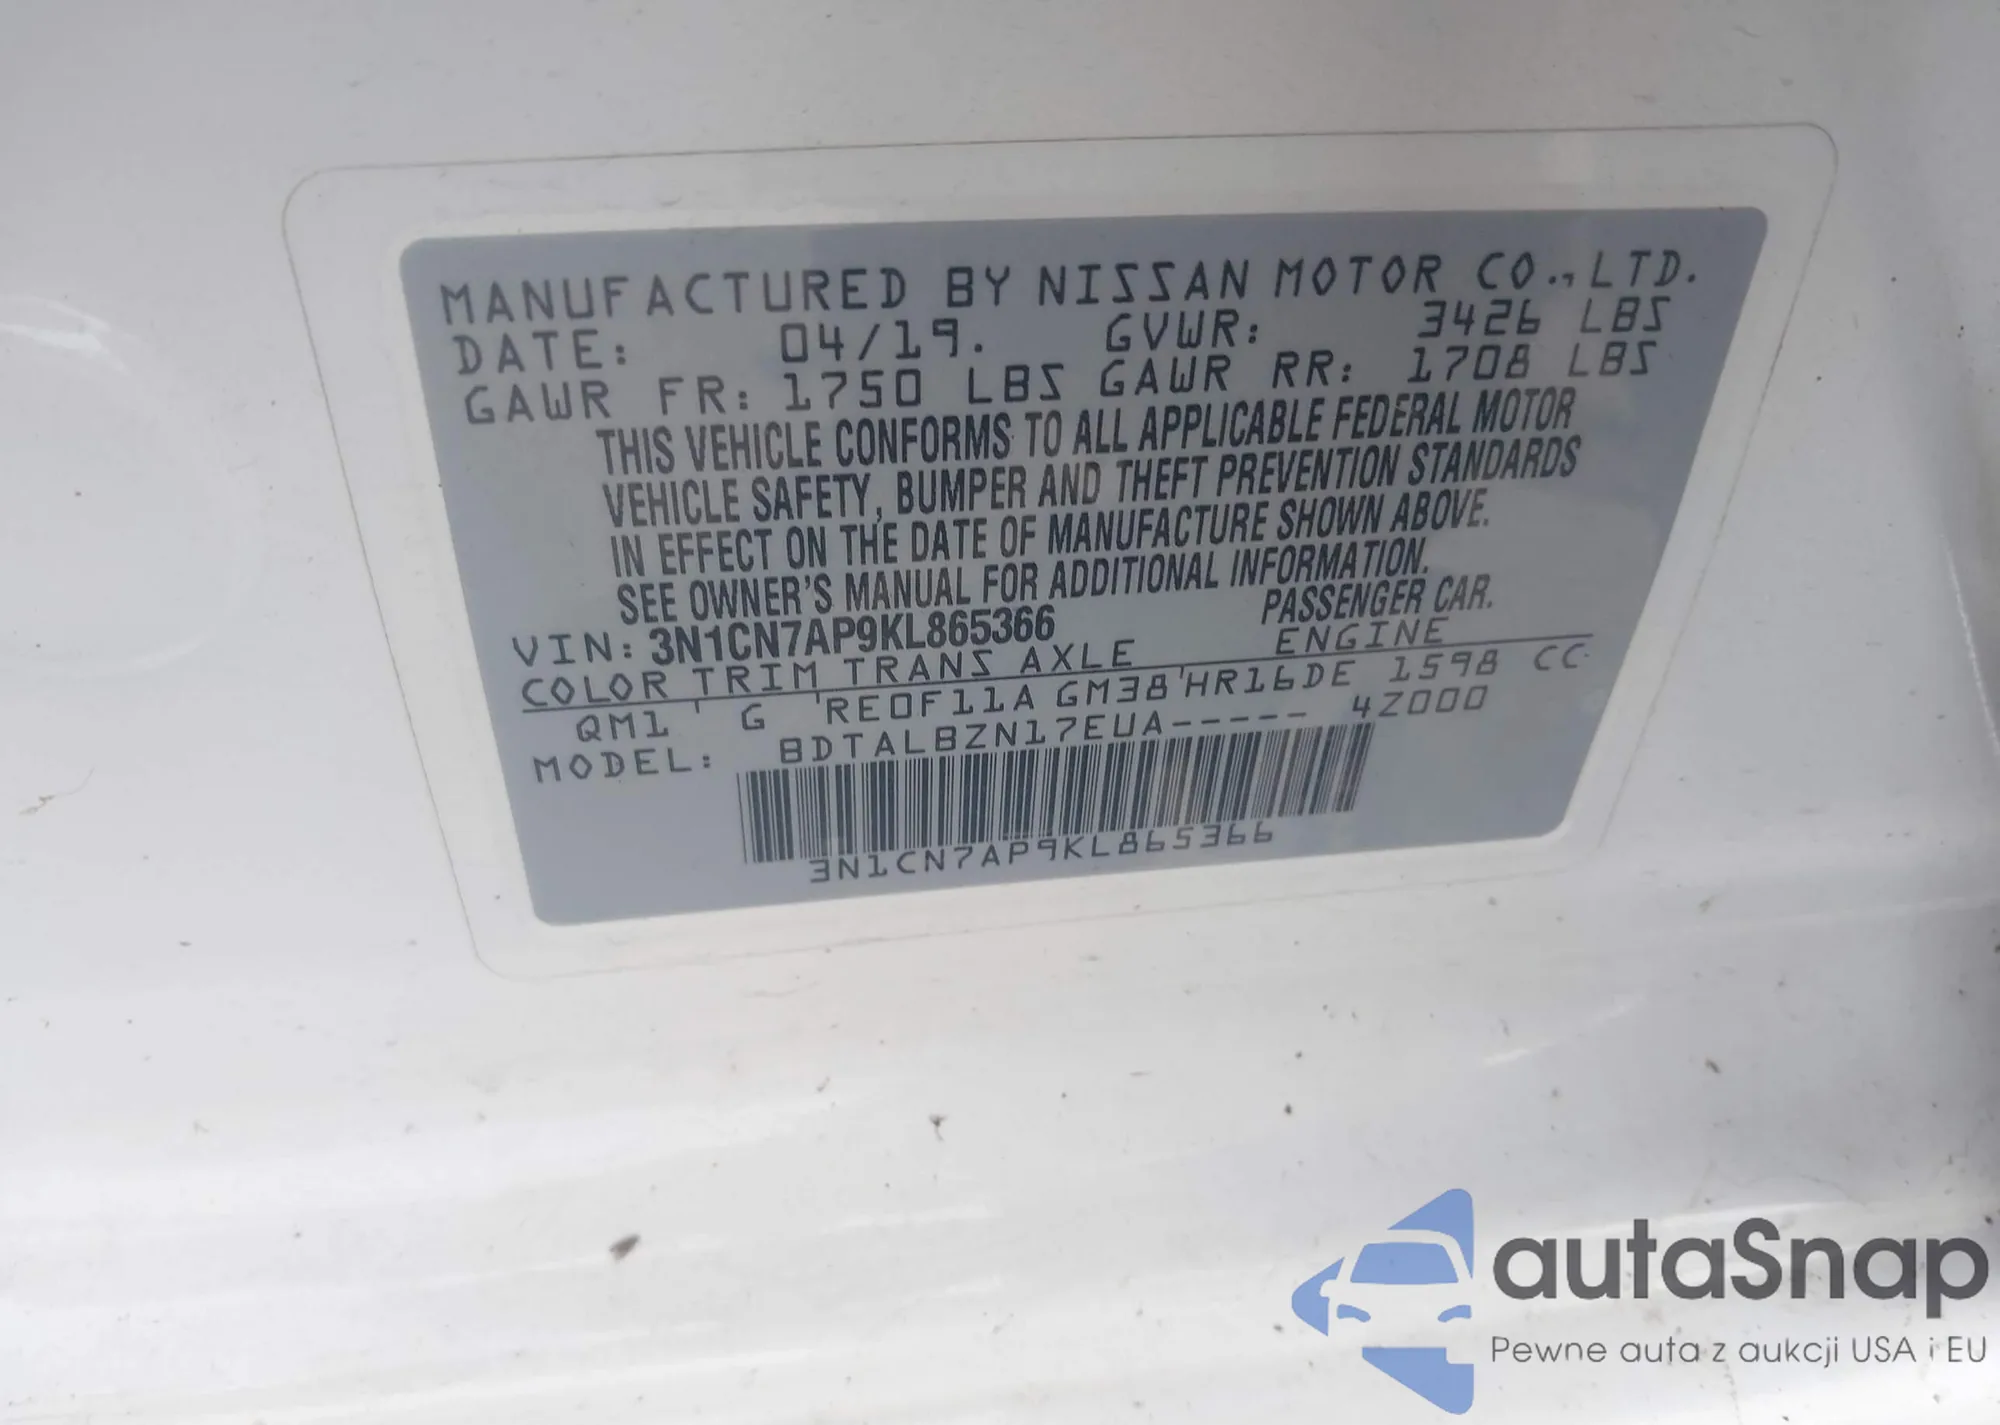 MANUFACTURED BY NISSAN MOTOR CO., LTD.
DATE: 04/19. GVWR: 3426 LBS
GAWR FR: 1750 LBS GAWR RR: 1708 LBS
THIS VEHICLE CONFORMS TO ALL APPLICABLE FEDERAL MOTOR
VEHICLE SAFETY, BUMPER AND THEFT PREVENTION STANDARDS
IN EFFECT ON THE DATE OF MANUFACTURE SHOWN ABOVE.
SEE OWNER'S MANUAL FOR ADDITIONAL INFORMATION.
VIN: 3N1CN7AP9KL865366 PASSENGER CAR.
COLOR TRIM TRANS AXLE ENGINE
QM1 ' G 'RE0F11A GM38'HR16DE 1598 CC
MODEL: BDTALBZN17EUA----- 4Z000
3N1CN7AP9KL865366
autaSnap
Pewne auta z aukcji USA i EU